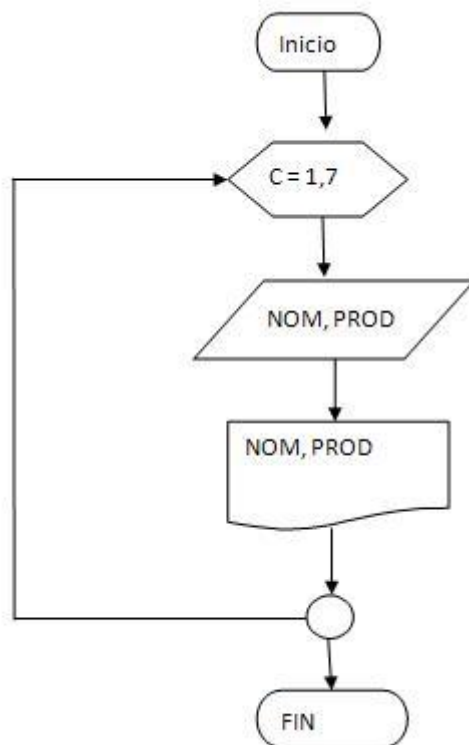 Inicio
C = 1,7
NOM, PROD
NOM, PROD
FIN